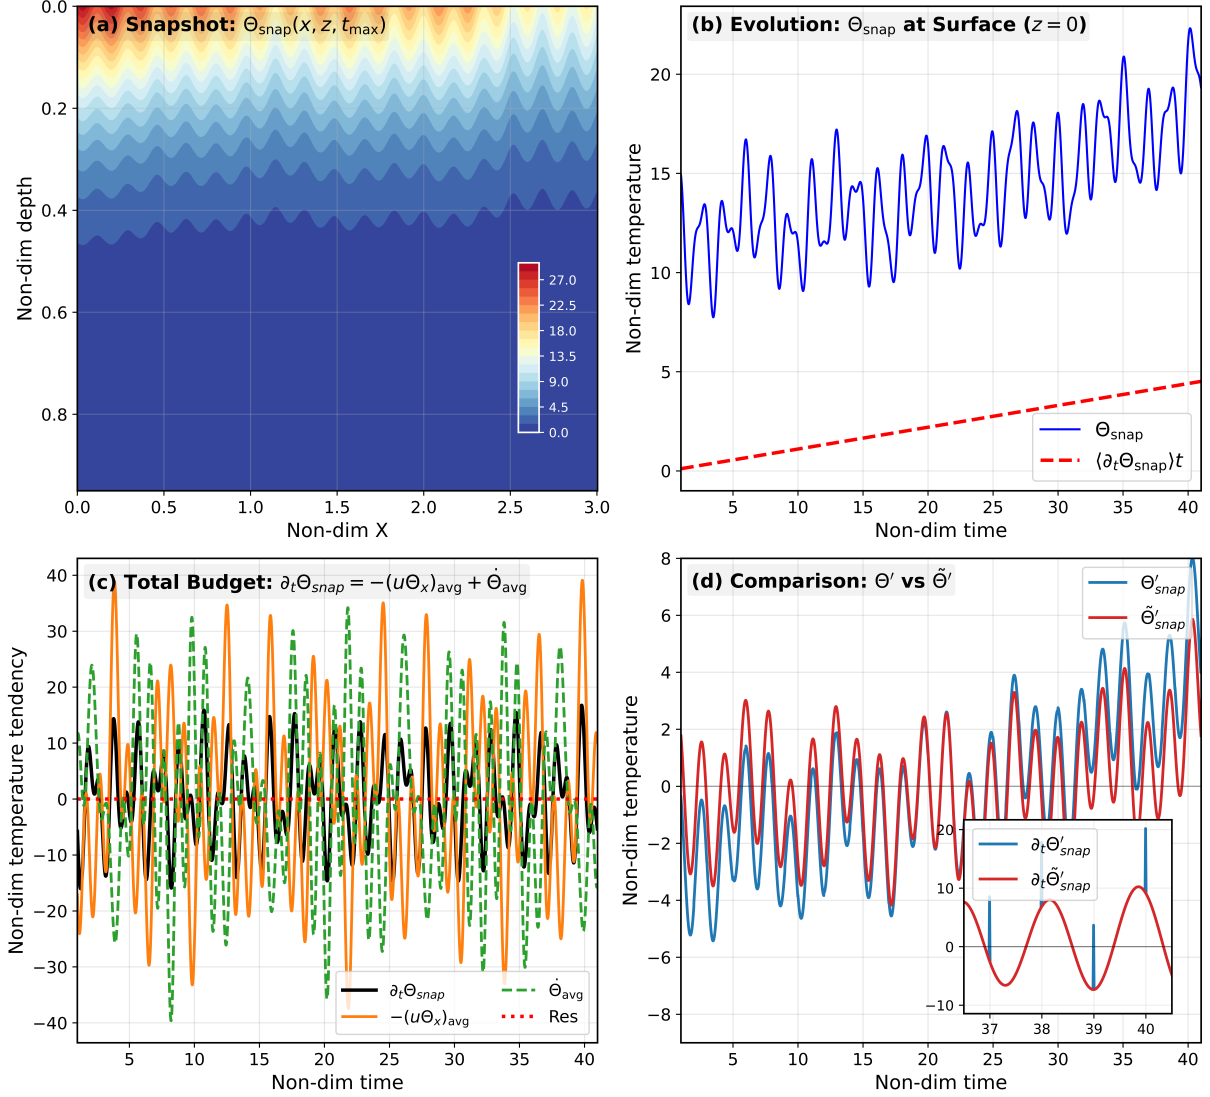 (a) Snapshot: Θsnap(x, z, tmax)
0.0
0.2
0.4
0.6
0.8
Non-dim depth
27.0
22.5
18.0
13.5
9.0
4.5
0.0
0.0 0.5 1.0 1.5 2.0 2.5 3.0
Non-dim X
(b) Evolution: Θsnap at Surface (z = 0)
20
15
10
5
0
Non-dim temperature
Θsnap
⟨∂tΘsnap⟩t
5 10 15 20 25 30 35 40
Non-dim time
(c) Total Budget: ∂tΘsnap = −(uΘx)avg + Θ̇avg
40
30
20
10
0
−10
−20
−30
−40
Non-dim temperature tendency
∂tΘsnap
−(uΘx)avg
Θ̇avg
Res
5 10 15 20 25 30 35 40
Non-dim time
(d) Comparison: Θ′ vs Θ̃′
8
6
4
2
0
−2
−4
−6
−8
Non-dim temperature
Θ′snap
Θ̃′snap
20
10
0
−10
∂tΘ′snap
∂tΘ̃′snap
37 38 39 40
5 10 15 20 25 30 35 40
Non-dim time